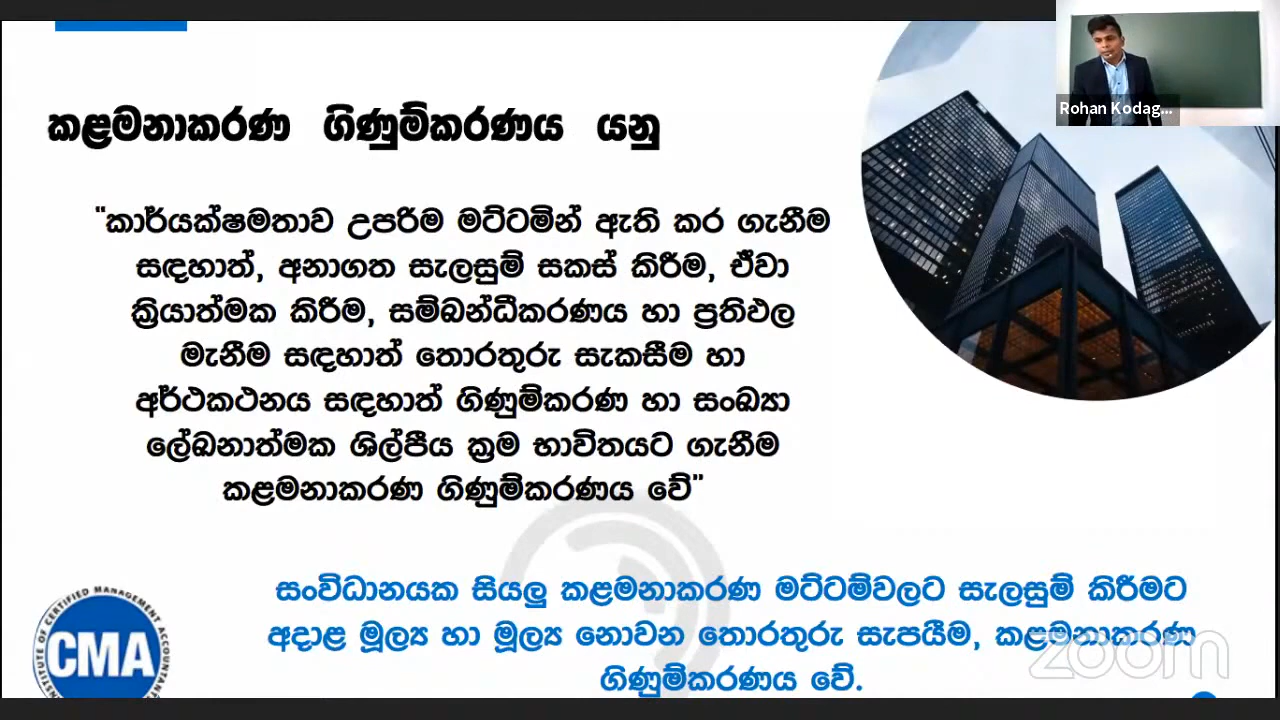 Rohan Kodag...
කළමනාකරණ ගිණුම්කරණය යනු
“කාර්යක්ෂමතාව උපරිම මට්ටමින් ඇති කර ගැනීම
සඳහාත්, අනාගත සැලසුම් සකස් කිරීම, ඒවා
ක්‍රියාත්මක කිරීම, සම්බන්ධීකරණය හා ප්‍රතිඵල
මැනීම සඳහාත් තොරතුරු සැකසීම හා
අර්ථකථනය සඳහාත් ගිණුම්කරණ හා සංඛ්‍යා
ලේඛනාත්මක ශිල්පීය ක්‍රම භාවිතයට ගැනීම
කළමනාකරණ ගිණුම්කරණය වේ”
සංවිධානයක සියලු කළමනාකරණ මට්ටම්වලට සැලසුම් කිරීමට
අදාළ මූල්‍ය හා මූල්‍ය නොවන තොරතුරු සැපයීම, කළමනාකරණ
ගිණුම්කරණය වේ.
OF CERTIFIED MANAGEMENT
CMA
zoom